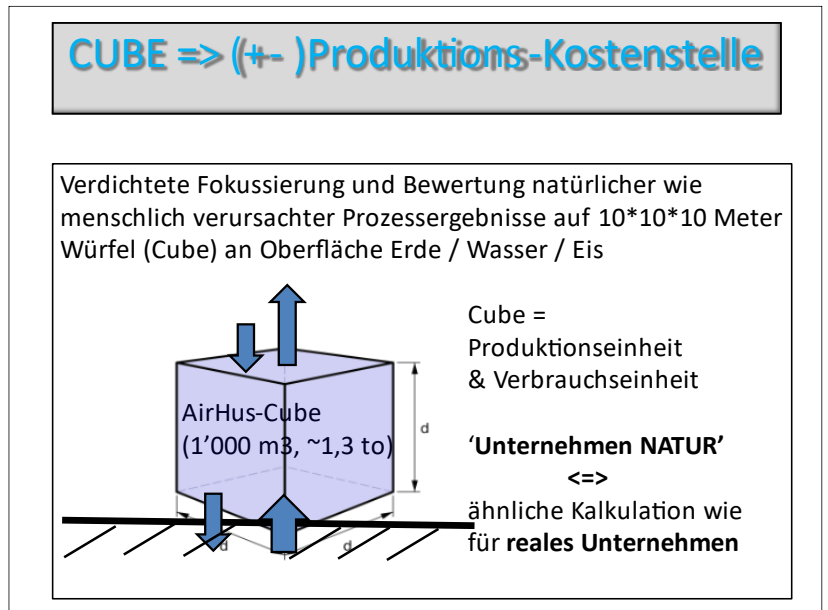 CUBE => (+- )Produktions-Kostenstelle
Verdichtete Fokussierung und Bewertung natürlicher wie
menschlich verursachter Prozessergebnisse auf 10*10*10 Meter
Würfel (Cube) an Oberfläche Erde / Wasser / Eis
AirHus-Cube
(1’000 m3, ~1,3 to)
d
d
d
Cube =
Produktionseinheit
& Verbrauchseinheit
‘Unternehmen NATUR’
<=>
ähnliche Kalkulation wie
für reales Unternehmen